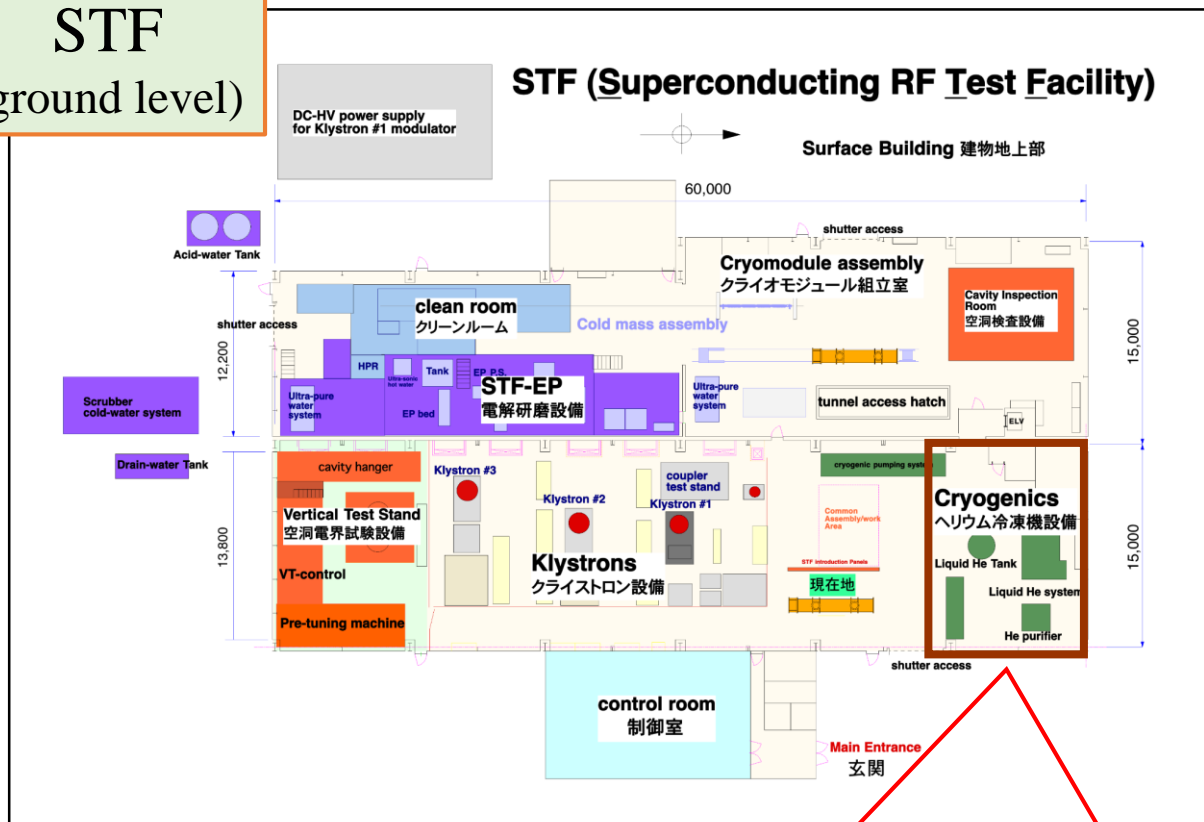 STF
ground level)
STF (Superconducting RF Test Facility)
DC-HV power supply
for Klystron #1 modulator
Surface Building 建物地上部
60,000
shutter access
Acid-water Tank
Cryomodule assembly
クライオモジュール組立室
clean room
クリーンルーム
Cavity Inspection
Room
空洞検査設備
shutter access
Cold mass assembly
12,200
15,000
HPR
Ultra-sonic
hot water
Tank
EP P.S.
STF-EP
電解研磨設備
Ultra-pure
water
system
EP bed
Ultra-pure
water
system
tunnel access hatch
ELV
Scrubber
cold-water system
Drain-water Tank
cavity hanger
Klystron #3
coupler
test stand
cryogenic pumping system
Klystron #2
Klystron #1
Cryogenics
ヘリウム冷凍機設備
Vertical Test Stand
空洞電界試験設備
Common
Assembly/work
Area
13,800
15,000
Klystrons
クライストロン設備
STF introduction Panels
現在地
Liquid He Tank
VT-control
Liquid He system
Pre-tuning machine
He purifier
shutter access
control room
制御室
Main Entrance
玄関